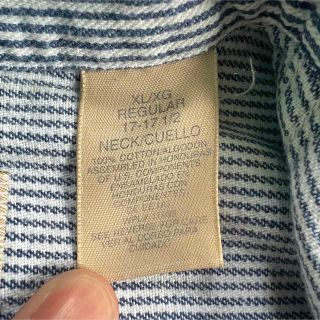 XL/XG
REGULAR
17-17 1/2
NECK/CUELLO
100% COTTON/ALGODON
ASSEMBLED IN HONDURAS
OF U.S. COMPONENTS
ENSAMBLADO EN
HONDURAS CON
COMPONENTES
SEE REVERSE FOR CARE
VER AL DORSO PARA
CUIDADO